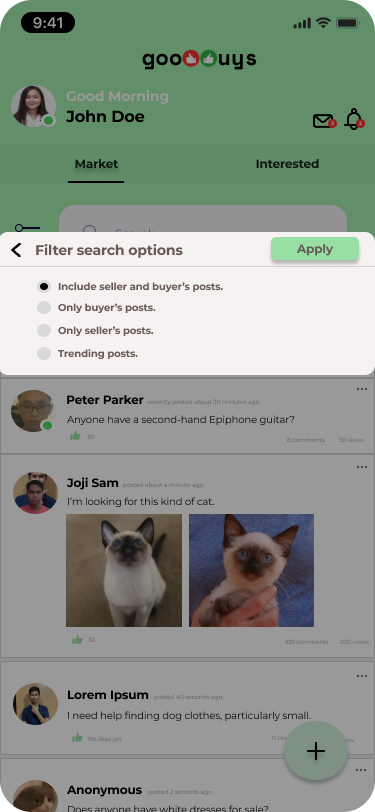 9:41
goodbuys
Good Morning
John Doe
2
2
Market
Interested
Search
Filter search options
Apply
Include seller and buyer's posts.
Only buyer's posts.
Only seller's posts.
Trending posts.
Peter Parker recently posted about 30 minutes ago.
Anyone have a second-hand Epiphone guitar?
30
8 comments 50 views
Joji Sam posted about a minute ago.
I'm looking for this kind of cat.
30
109 comments 200 views
Lorem Ipsum posted 40 seconds ago.
I need help finding dog clothes, particularly small.
No likes yet
Anonymous posted 2 seconds ago.
Does anyone have white dresses for sale?